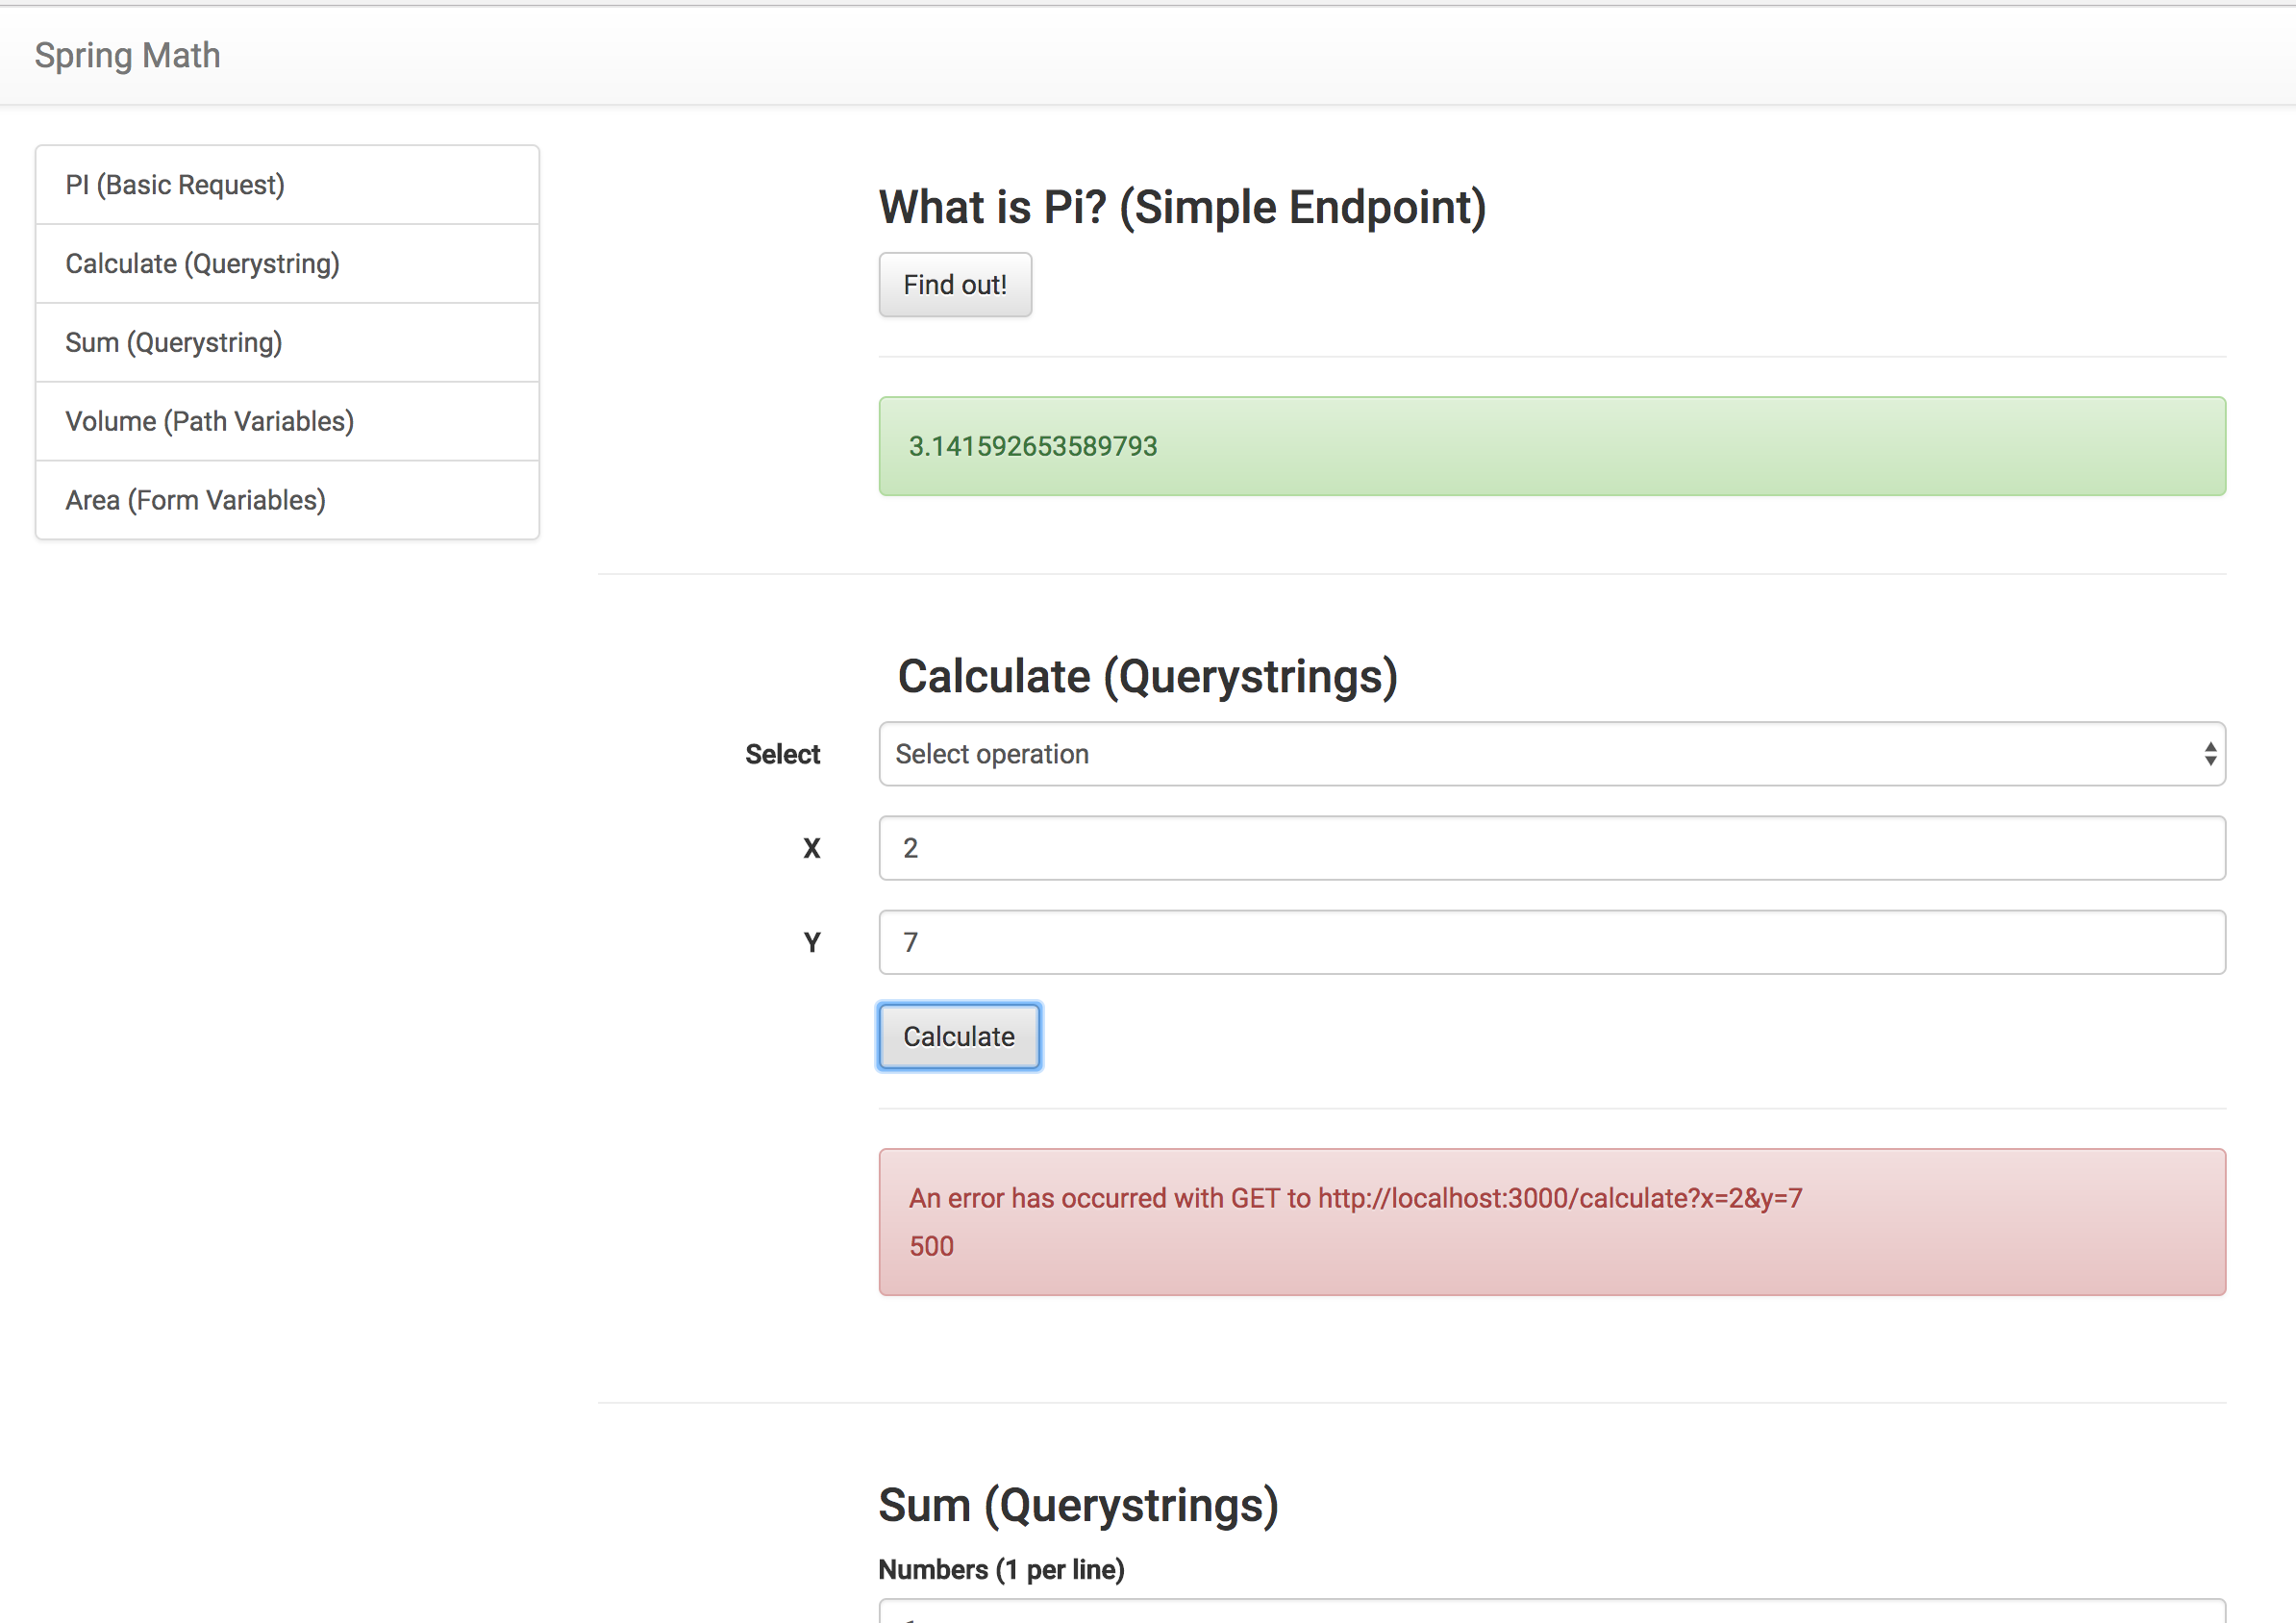 Spring Math
PI (Basic Request)
Calculate (Querystring)
Sum (Querystring)
Volume (Path Variables)
Area (Form Variables)
What is Pi? (Simple Endpoint)
Find out!
3.141592653589793
Calculate (Querystrings)
Select
Select operation
X
2
Y
7
Calculate
An error has occurred with GET to http://localhost:3000/calculate?x=2&y=7
500
Sum (Querystrings)
Numbers (1 per line)